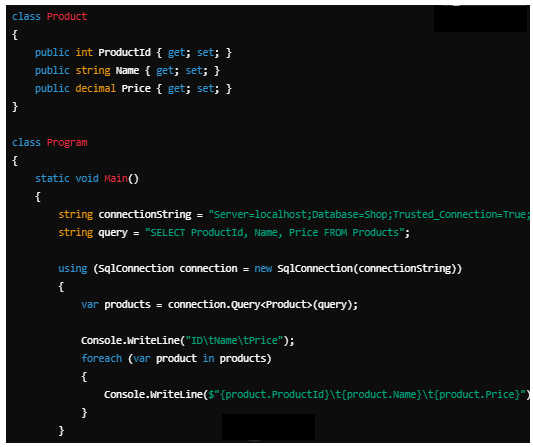 class Product
{
    public int ProductId { get; set; }
    public string Name { get; set; }
    public decimal Price { get; set; }
}

class Program
{
    static void Main()
    {
        string connectionString = "Server=localhost;Database=Shop;Trusted_Connection=True;
        string query = "SELECT ProductId, Name, Price FROM Products";

        using (SqlConnection connection = new SqlConnection(connectionString))
        {
            var products = connection.Query<Product>(query);

            Console.WriteLine("ID\tName\tPrice");
            foreach (var product in products)
            {
                Console.WriteLine($"{product.ProductId}\t{product.Name}\t{product.Price}")
            }
        }